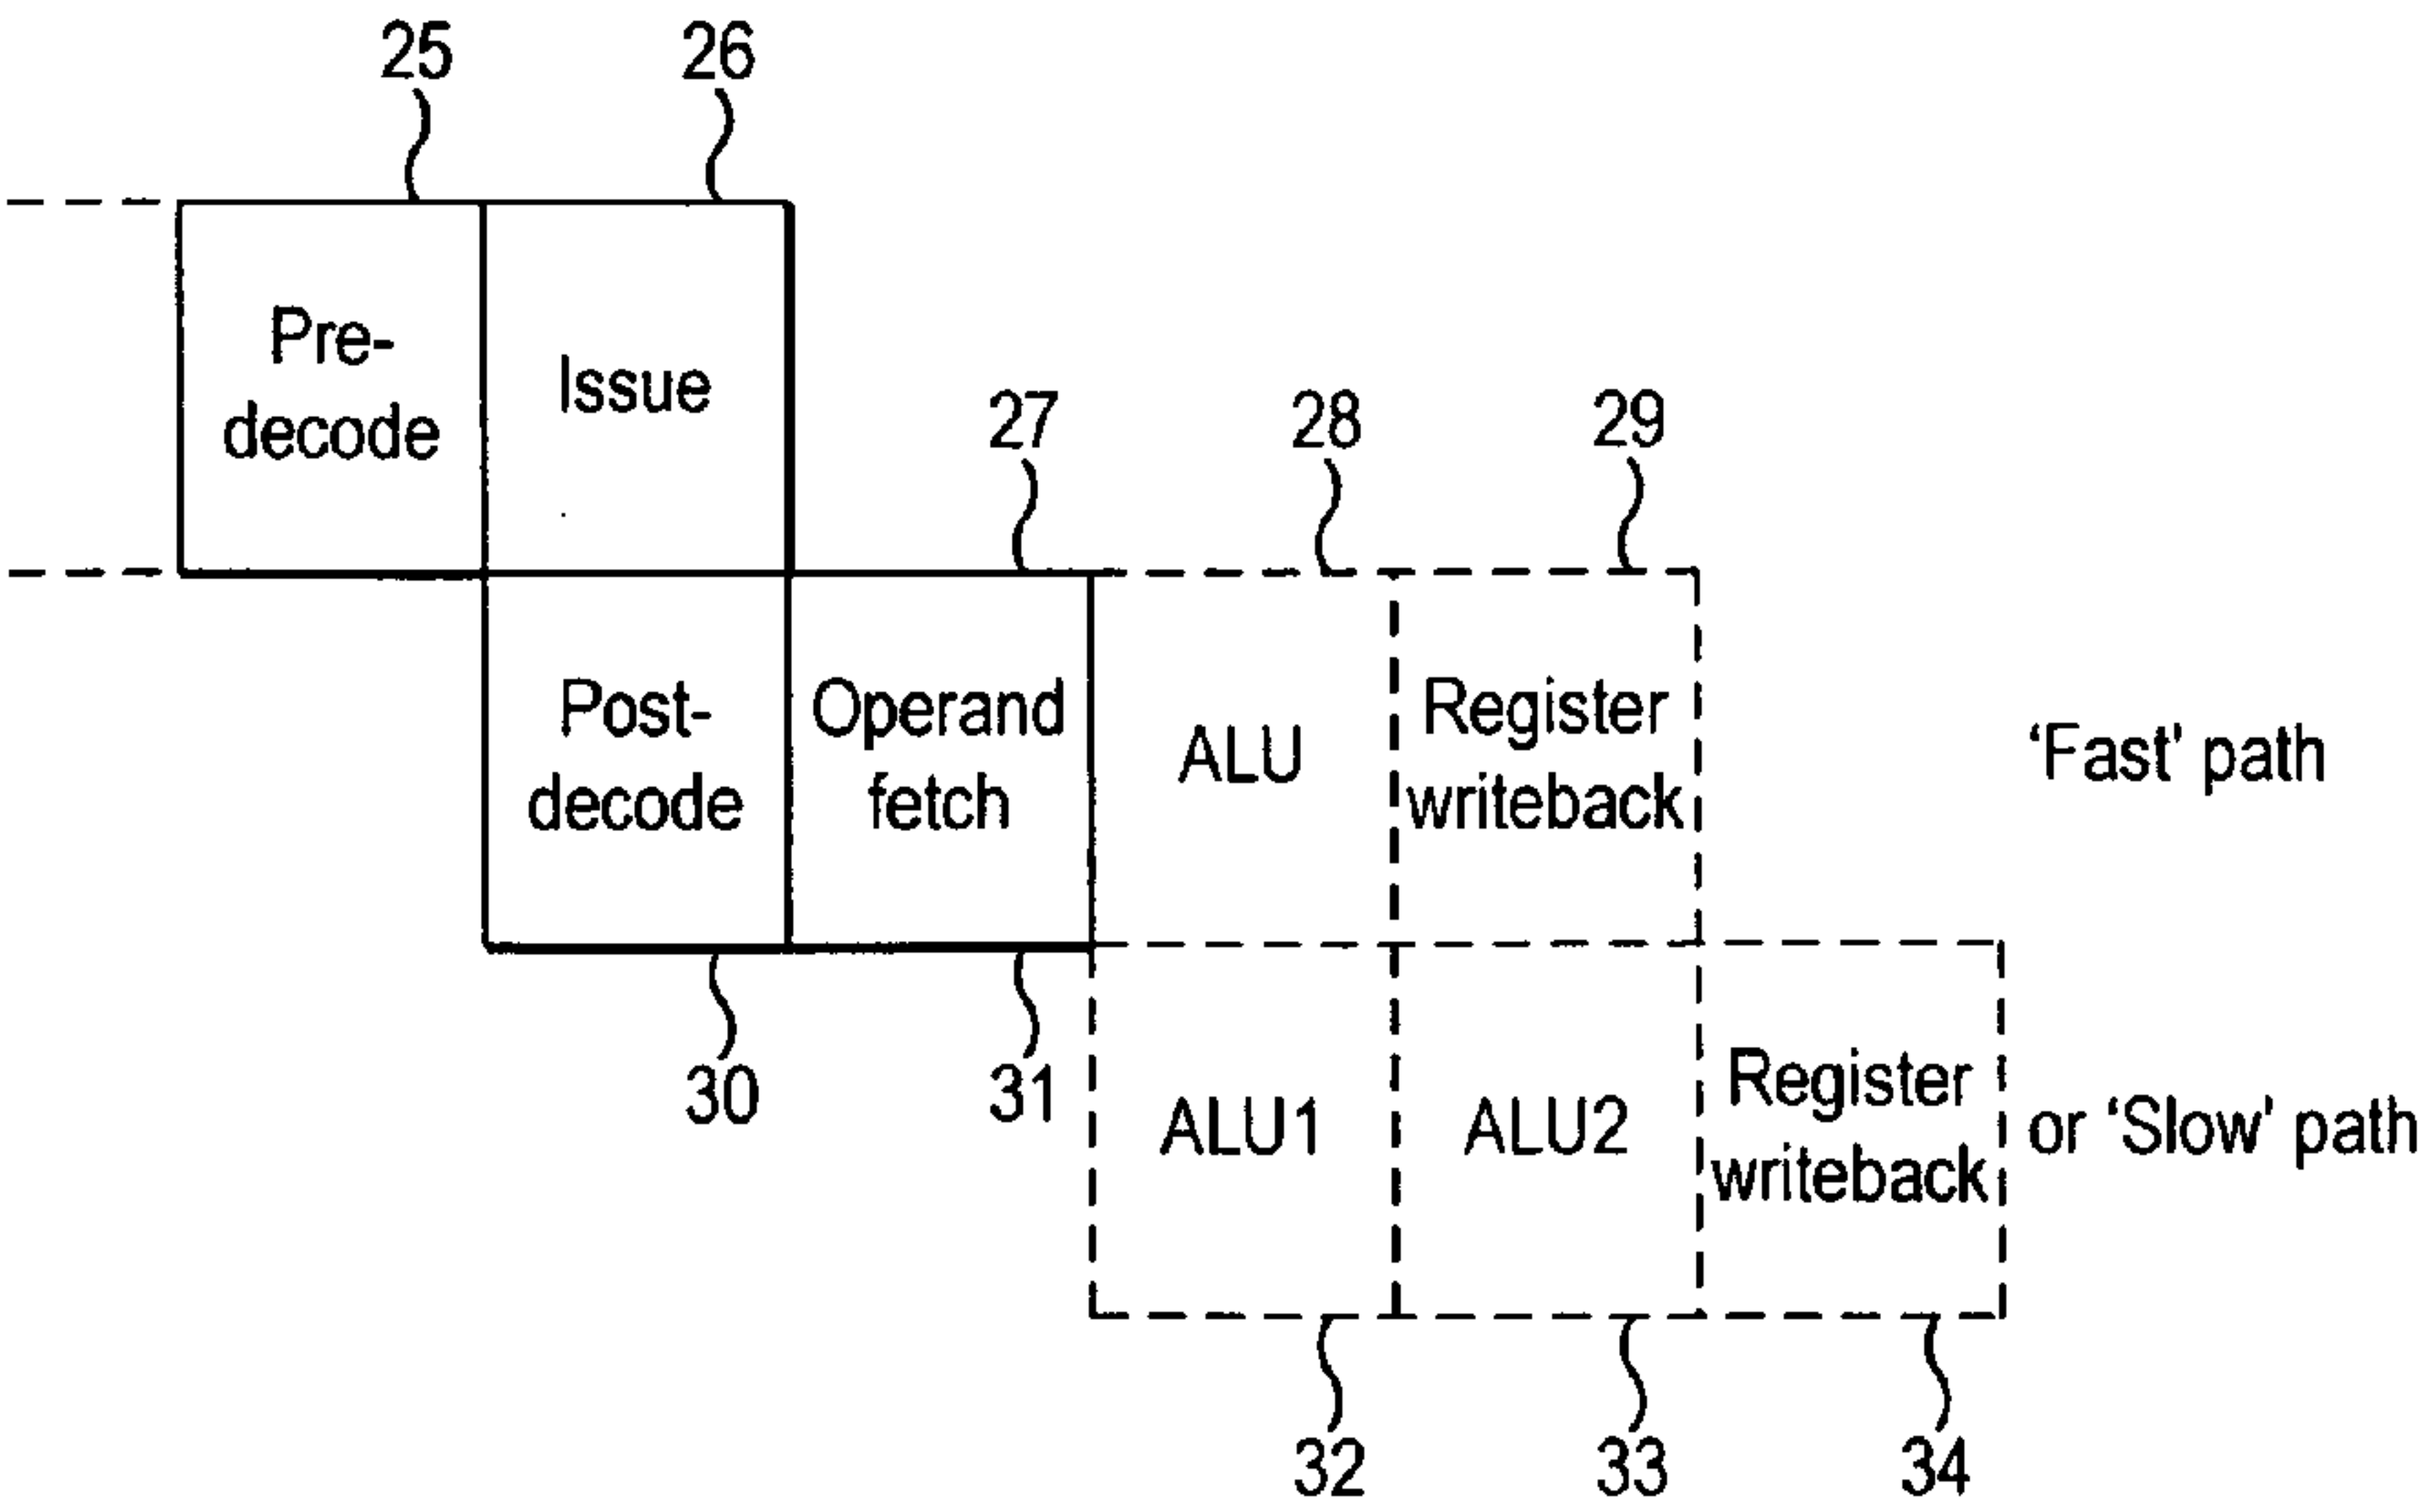 25 26
Pre-
decode
Issue
27 28 29
Post-
decode
Operand
fetch
ALU
Register
writeback
‘Fast’ path
30 31
ALU1
ALU2
Register
writeback
or ‘Slow’ path
32 33 34